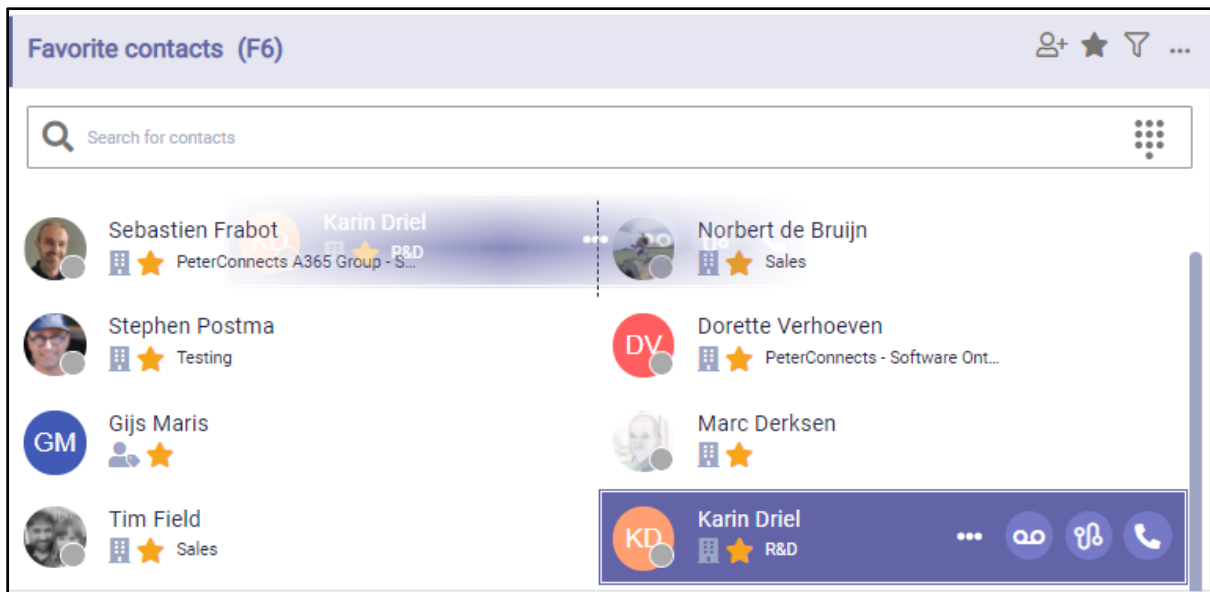 Favorite contacts (F6)
Search for contacts
Sebastien Frabot
PeterConnects A365 Group - S...
KD
Karin Driel
R&D
Norbert de Bruijn
Sales
Stephen Postma
Testing
DV
Dorette Verhoeven
PeterConnects - Software Ont...
GM
Gijs Maris
Marc Derksen
Tim Field
Sales
KD
Karin Driel
R&D